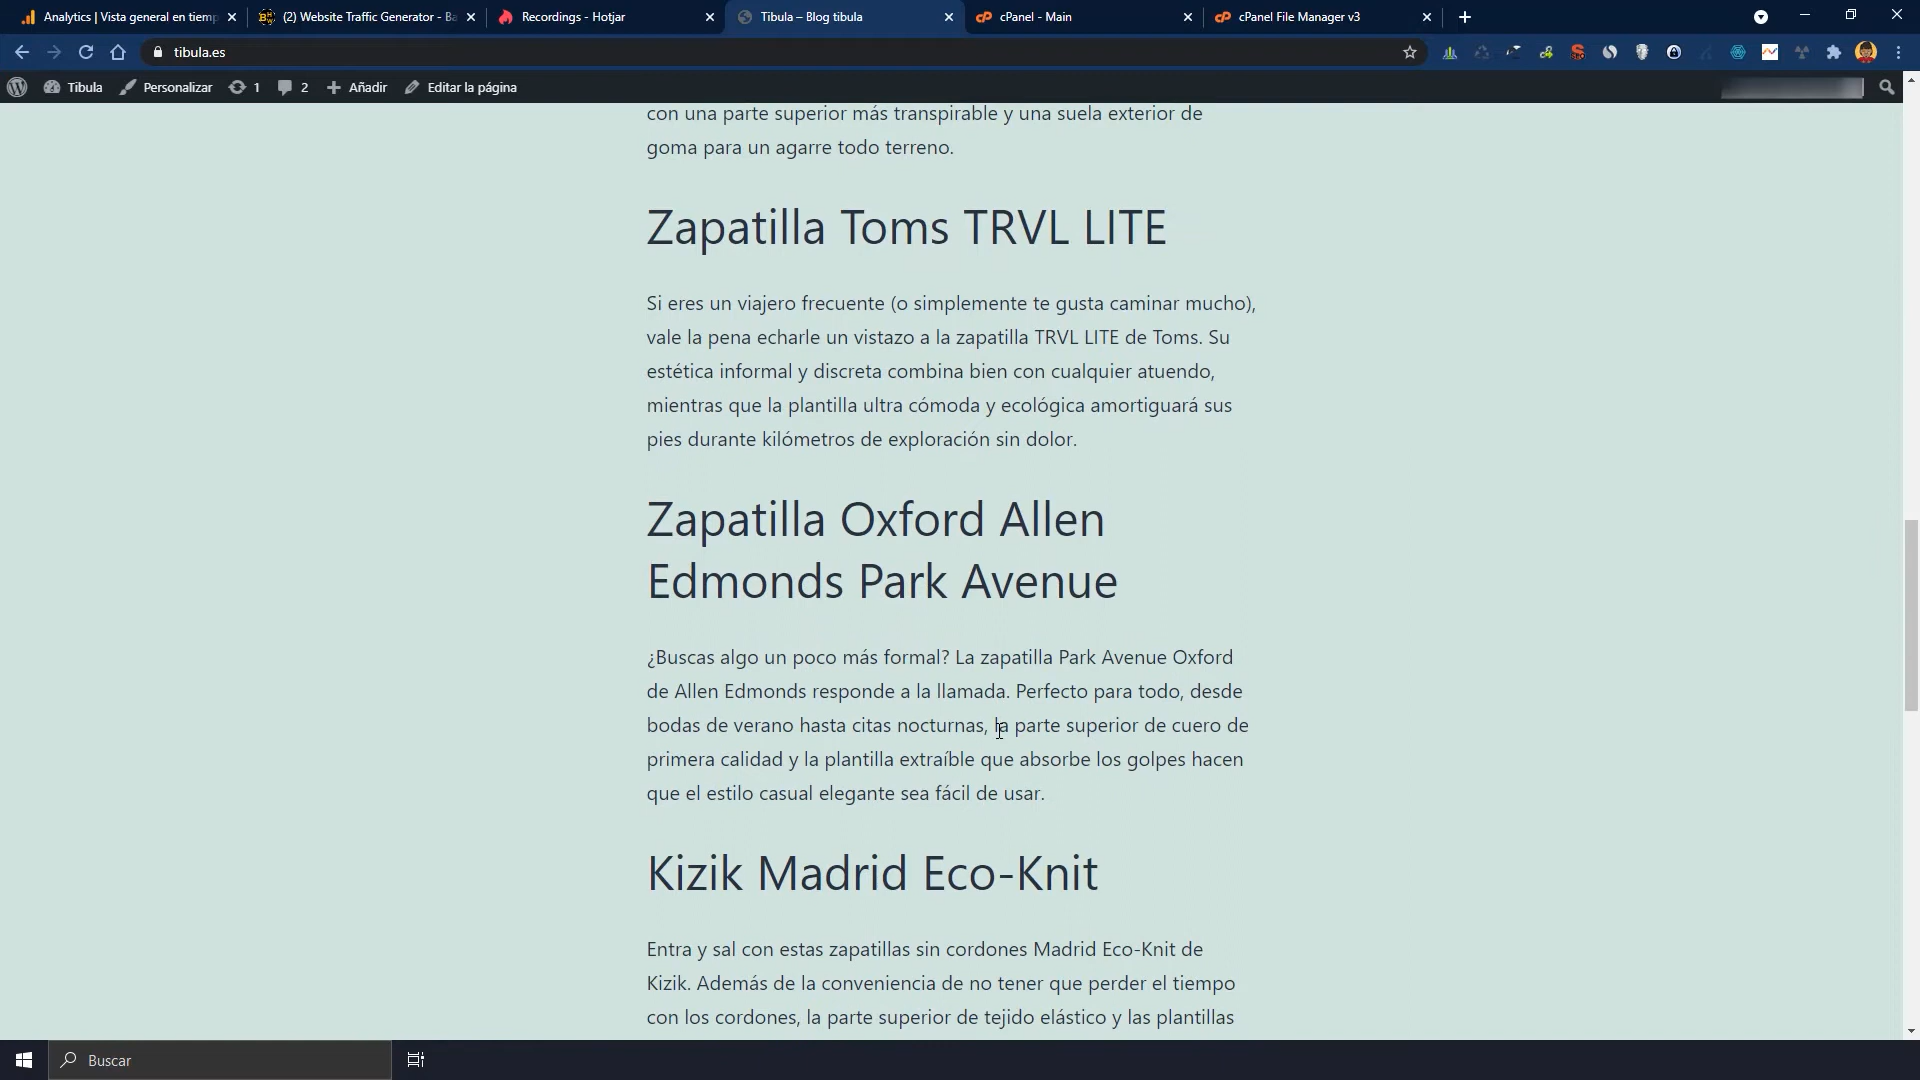 Analytics | Vista general en tiemp
(2) Website Traffic Generator - Ba
Recordings - Hotjar
Tibula – Blog tibula
cPanel - Main
cPanel File Manager v3
tibula.es
Tibula
Personalizar
1
2
Añadir
Editar la página
con una parte superior más transpirable y una suela exterior de
goma para un agarre todo terreno.
Zapatilla Toms TRVL LITE
Si eres un viajero frecuente (o simplemente te gusta caminar mucho),
vale la pena echarle un vistazo a la zapatilla TRVL LITE de Toms. Su
estética informal y discreta combina bien con cualquier atuendo,
mientras que la plantilla ultra cómoda y ecológica amortiguará sus
pies durante kilómetros de exploración sin dolor.
Zapatilla Oxford Allen
Edmonds Park Avenue
¿Buscas algo un poco más formal? La zapatilla Park Avenue Oxford
de Allen Edmonds responde a la llamada. Perfecto para todo, desde
bodas de verano hasta citas nocturnas, la parte superior de cuero de
primera calidad y la plantilla extraíble que absorbe los golpes hacen
que el estilo casual elegante sea fácil de usar.
Kizik Madrid Eco-Knit
Entra y sal con estas zapatillas sin cordones Madrid Eco-Knit de
Kizik. Además de la conveniencia de no tener que perder el tiempo
con los cordones, la parte superior de tejido elástico y las plantillas
Buscar